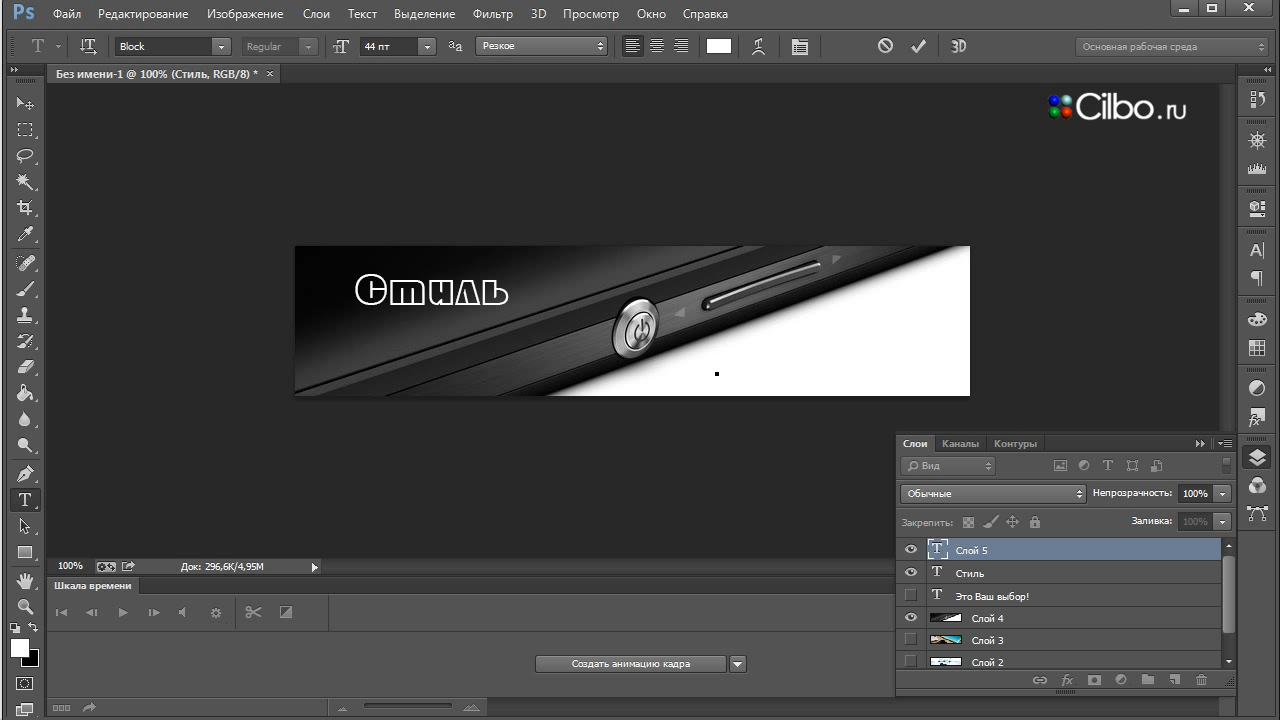 Ps Файл Редактирование Изображение Слои Текст Выделение Фильтр 3D Просмотр Окно Справка
T Block Regular 44 пт аа Резкое 3D Основная рабочая среда
Без имени-1 @ 100% (Стиль, RGB/8) * ×
Cilbo.ru
Стиль
Слои Каналы Контуры
Вид
Обычные Непрозрачность: 100%
Закрепить: Заливка: 100%
T Слой 5
T Стиль
T Это Ваш выбор!
Слой 4
Слой 3
Слой 2
fx
100% Док: 296,6K/4,95M
Шкала времени
Создать анимацию кадра